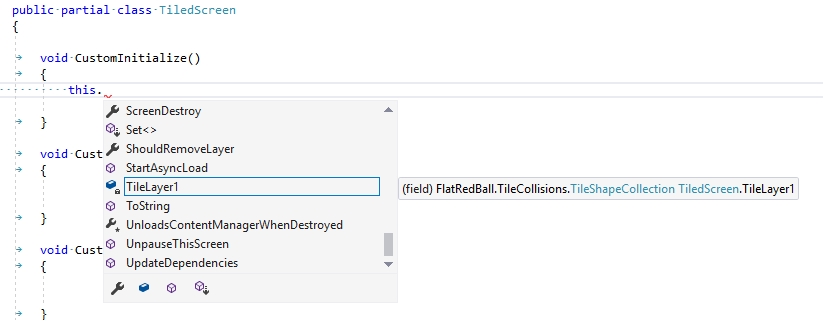 public partial class TiledScreen
{
void CustomInitialize()
{
this.
ScreenDestroy
Set<>
ShouldRemoveLayer
StartAsyncLoad
TileLayer1
(field) FlatRedBall.TileCollisions.TileShapeCollection TiledScreen.TileLayer1
ToString
UnloadsContentManagerWhenDestroyed
UnpauseThisScreen
UpdateDependencies
}
void Cust
{
}
void Cust
{
}